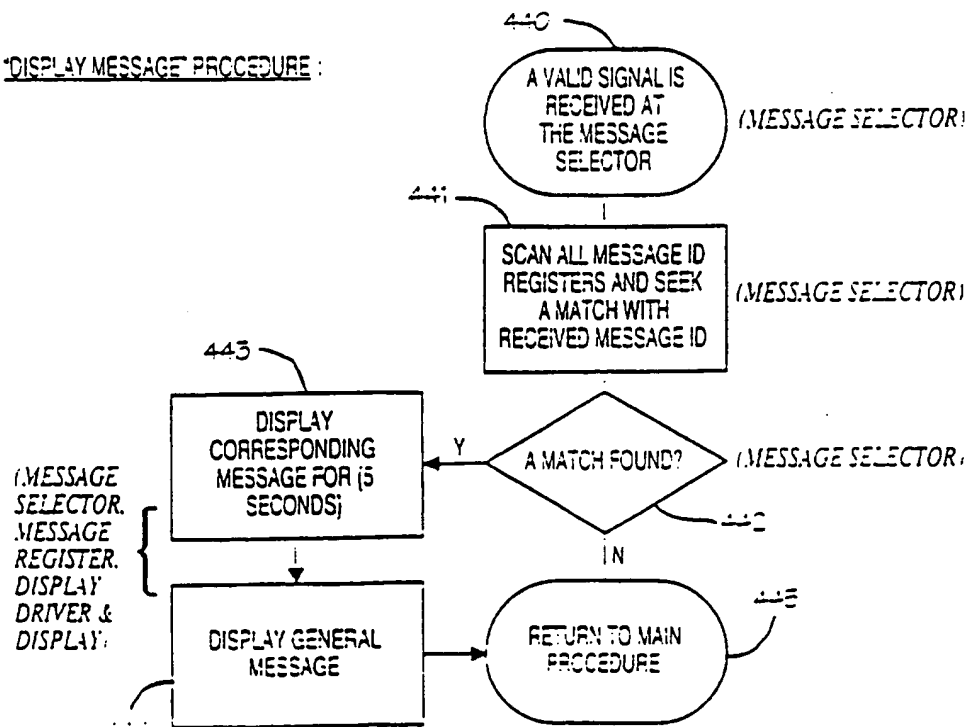 440
"DISPLAY MESSAGE" PROCEDURE :
A VALID SIGNAL IS
RECEIVED AT
THE MESSAGE
SELECTOR
(MESSAGE SELECTOR)
441
SCAN ALL MESSAGE ID
REGISTERS AND SEEK
A MATCH WITH
RECEIVED MESSAGE ID
(MESSAGE SELECTOR)
443
DISPLAY
CORRESPONDING
MESSAGE FOR (5
SECONDS)
Y
A MATCH FOUND?
(MESSAGE SELECTOR)
442
(MESSAGE
SELECTOR,
MESSAGE
REGISTER,
DISPLAY
DRIVER &
DISPLAY)
N
DISPLAY GENERAL
MESSAGE
RETURN TO MAIN
PROCEDURE
445